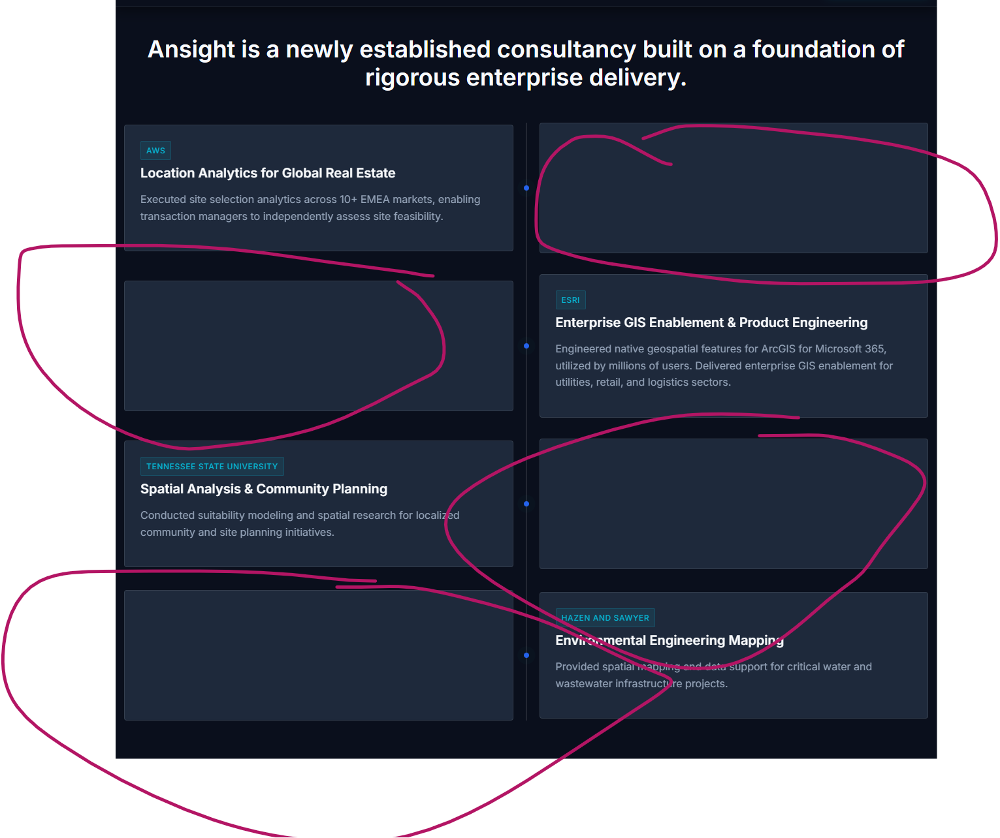 Ansight is a newly established consultancy built on a foundation of
rigorous enterprise delivery.
AWS
Location Analytics for Global Real Estate
Executed site selection analytics across 10+ EMEA markets, enabling
transaction managers to independently assess site feasibility.
ESRI
Enterprise GIS Enablement & Product Engineering
Engineered native geospatial features for ArcGIS for Microsoft 365,
utilized by millions of users. Delivered enterprise GIS enablement for
utilities, retail, and logistics sectors.
TENNESSEE STATE UNIVERSITY
Spatial Analysis & Community Planning
Conducted suitability modeling and spatial research for localized
community and site planning initiatives.
HAZEN AND SAWYER
Environmental Engineering Mapping
Provided spatial mapping and data support for critical water and
wastewater infrastructure projects.